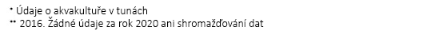 * Údaje o akvakultuře v tunách
** 2016. Žádné údaje za rok 2020 ani shromažďování dat